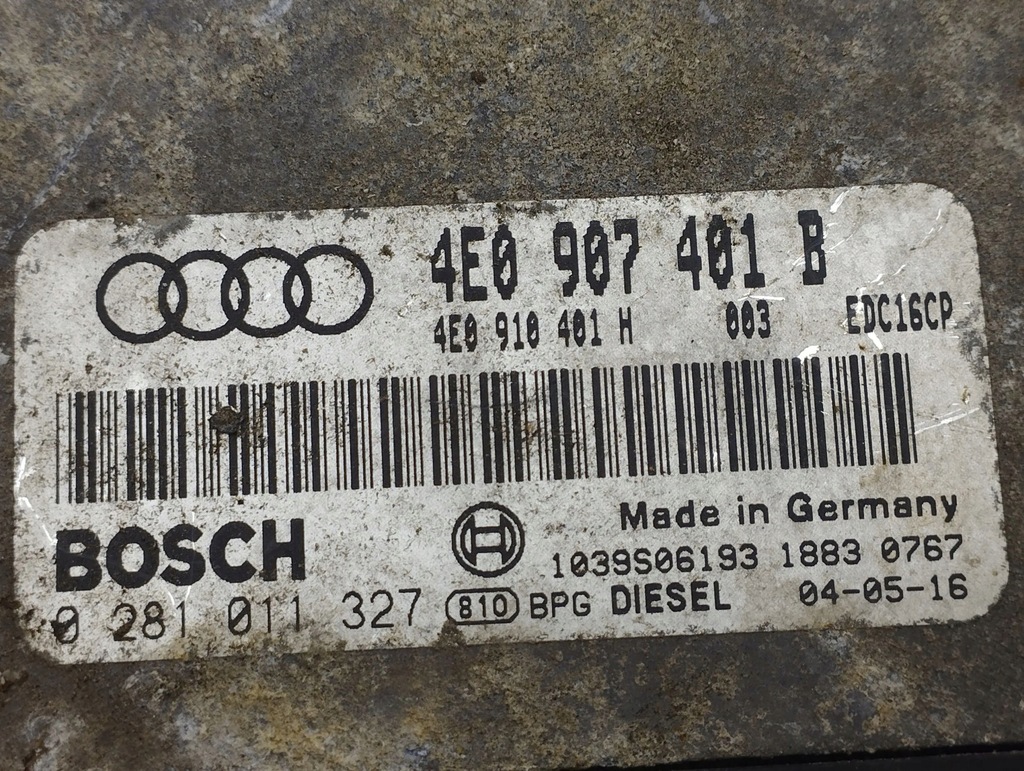 4E0 907 401 B
4E0 910 401 H 003 EDC16CP
Made in Germany
BOSCH
1039S06193 1883 0767
0 281 011 327 810 BPG DIESEL 04-05-16